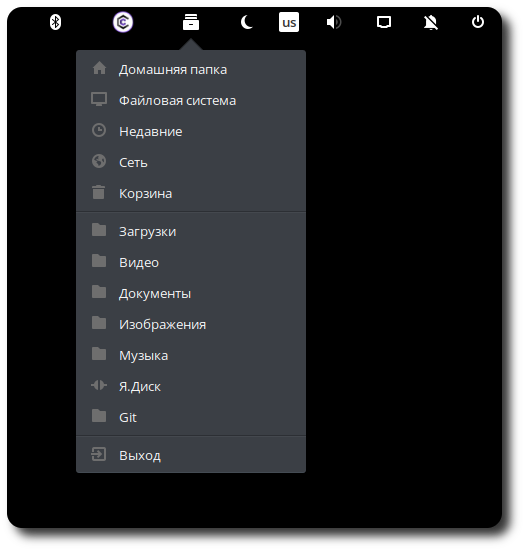 us
Домашняя папка
Файловая система
Недавние
Сеть
Корзина
Загрузки
Видео
Документы
Изображения
Музыка
Я.Диск
Git
Выход